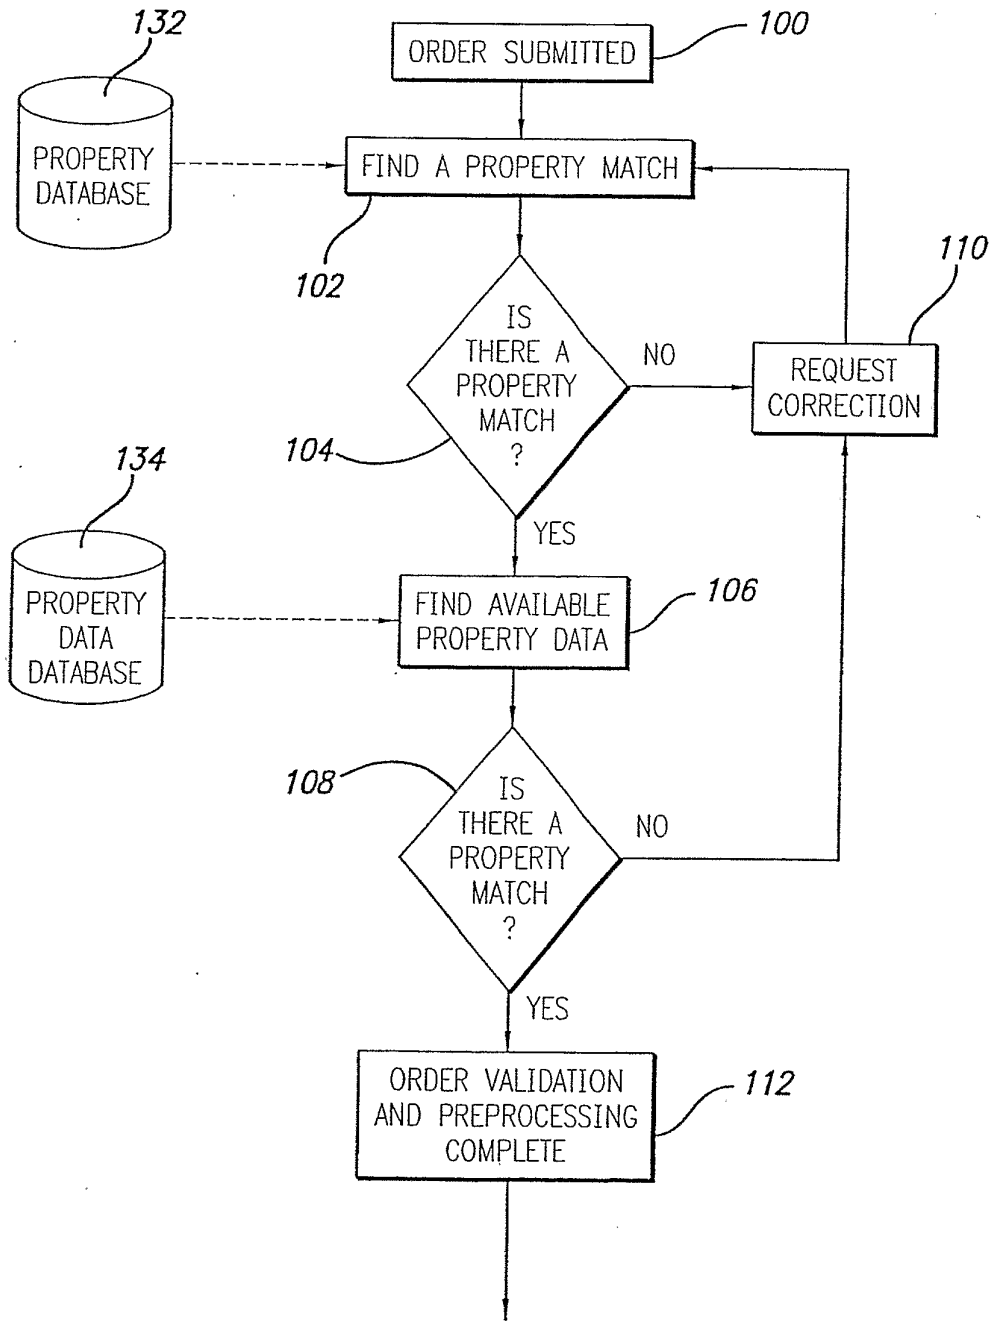 132
100
ORDER SUBMITTED
PROPERTY
DATABASE
FIND A PROPERTY MATCH
102
110
IS
THERE A
PROPERTY
MATCH
?
NO
REQUEST
CORRECTION
104
YES
134
PROPERTY
DATA
DATABASE
FIND AVAILABLE
PROPERTY DATA
106
108
IS
THERE A
PROPERTY
MATCH
?
NO
YES
ORDER VALIDATION
AND PREPROCESSING
COMPLETE
112